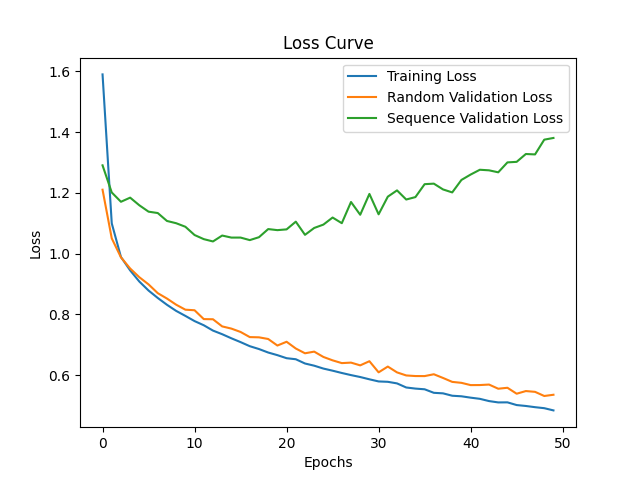 Loss Curve
Training Loss
Random Validation Loss
Sequence Validation Loss
Loss
1.6
1.4
1.2
1.0
0.8
0.6
0
10
20
30
40
50
Epochs